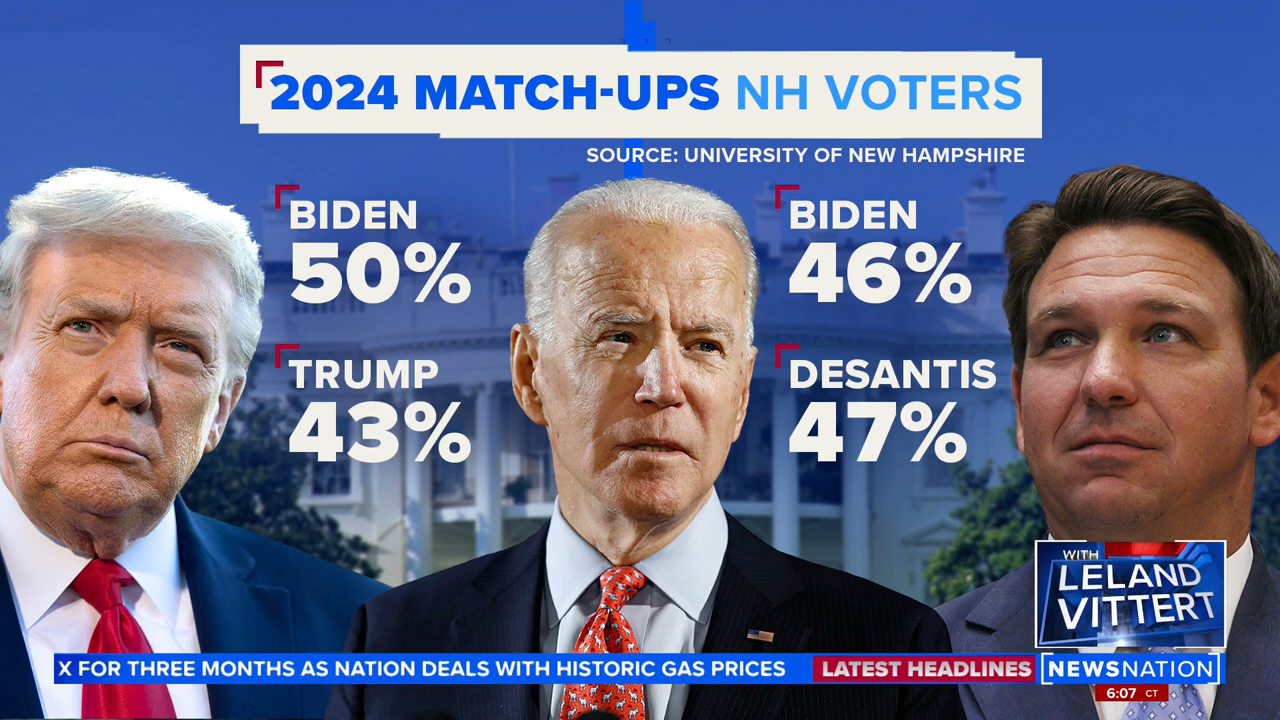 2024 MATCH-UPS NH VOTERS
SOURCE: UNIVERSITY OF NEW HAMPSHIRE
BIDEN
50%
TRUMP
43%
BIDEN
46%
DESANTIS
47%
WITH
LELAND
VITTERT
X FOR THREE MONTHS AS NATION DEALS WITH HISTORIC GAS PRICES
LATEST HEADLINES
NEWSNATION
6:07 CT